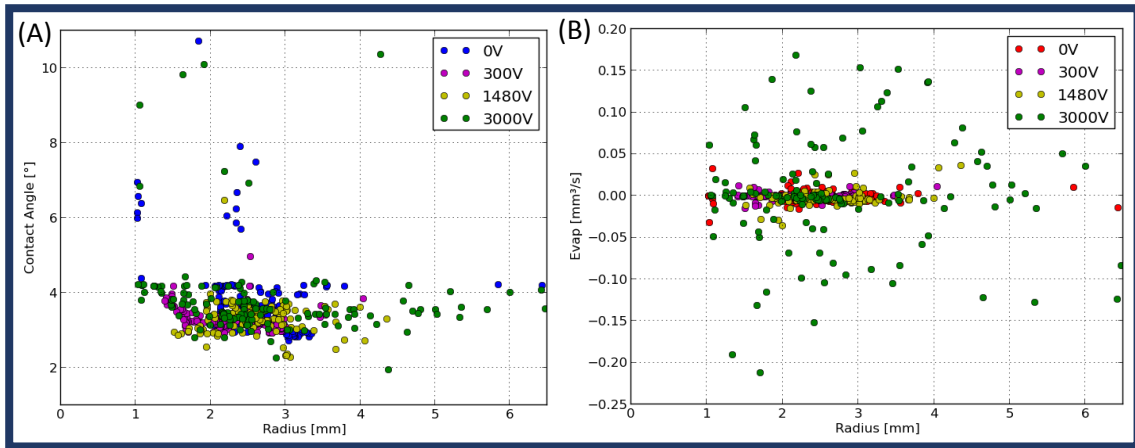 (A)
10
8
6
4
2
Contact Angle [°]
0 1 2 3 4 5 6
Radius [mm]
0V
300V
1480V
3000V
(B)
0.20
0.15
0.10
0.05
0.00
−0.05
−0.10
−0.15
−0.20
−0.25
Evap [mm³/s]
0 1 2 3 4 5 6
Radius [mm]
0V
300V
1480V
3000V